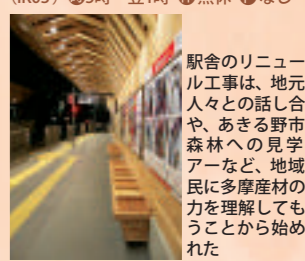 駅舎のリニュー
ル工事は、地元
人々との話し合
や、あきる野市
森林への見学
アーなど、地域
民に多摩産材の
力を理解しても
うことから始め
れた